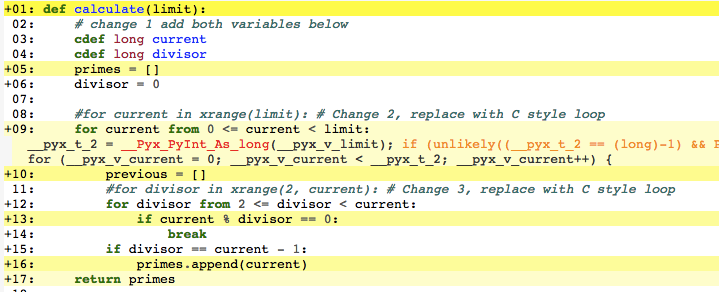 +01: def calculate(limit):
 02:     # change 1 add both variables below
 03:     cdef long current
 04:     cdef long divisor
+05:     primes = []
+06:     divisor = 0
 07:
 08:     #for current in xrange(limit): # Change 2, replace with C style loop
+09:     for current from 0 <= current < limit:
__pyx_t_2 = __Pyx_PyInt_As_long(__pyx_v_limit); if (unlikely((__pyx_t_2 == (long)-1) &&
for (__pyx_v_current = 0; __pyx_v_current < __pyx_t_2; __pyx_v_current++) {
+10:         previous = []
 11:         #for divisor in xrange(2, current): # Change 3, replace with C style loop
+12:         for divisor from 2 <= divisor < current:
+13:             if current % divisor == 0:
+14:                 break
+15:         if divisor == current - 1:
+16:             primes.append(current)
+17:     return primes